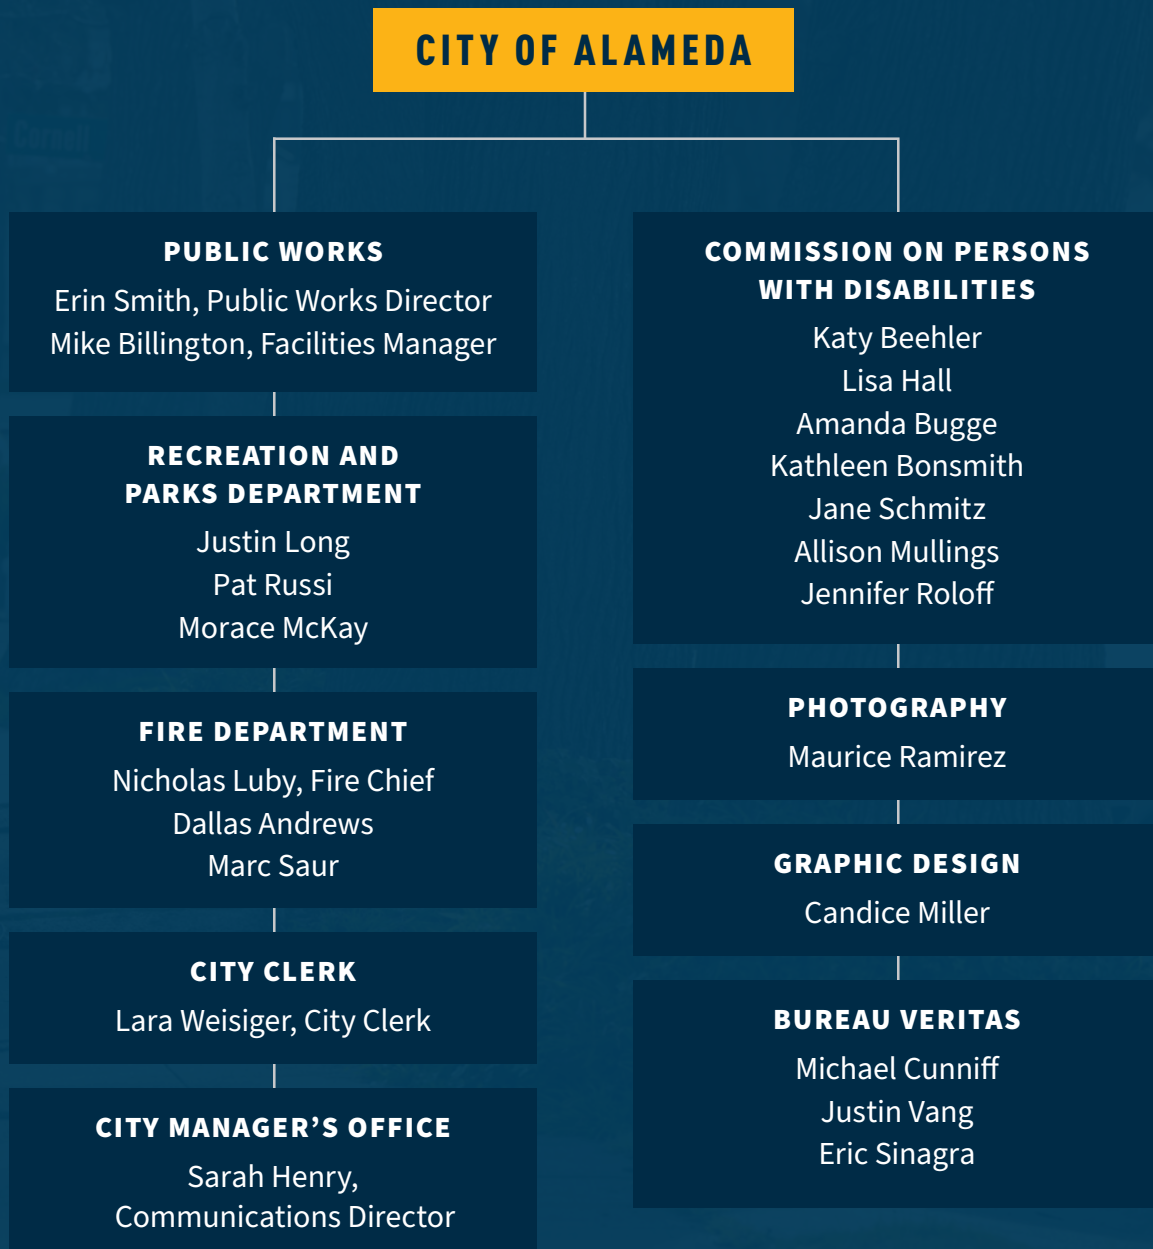 CITY OF ALAMEDA
PUBLIC WORKS
Erin Smith, Public Works Director
Mike Billington, Facilities Manager
RECREATION AND
PARKS DEPARTMENT
Justin Long
Pat Russi
Morace McKay
FIRE DEPARTMENT
Nicholas Luby, Fire Chief
Dallas Andrews
Marc Saur
CITY CLERK
Lara Weisiger, City Clerk
CITY MANAGER’S OFFICE
Sarah Henry,
Communications Director
COMMISSION ON PERSONS
WITH DISABILITIES
Katy Beehler
Lisa Hall
Amanda Bugge
Kathleen Bonsmith
Jane Schmitz
Allison Mullings
Jennifer Roloff
PHOTOGRAPHY
Maurice Ramirez
GRAPHIC DESIGN
Candice Miller
BUREAU VERITAS
Michael Cunniff
Justin Vang
Eric Sinagra
Cornell